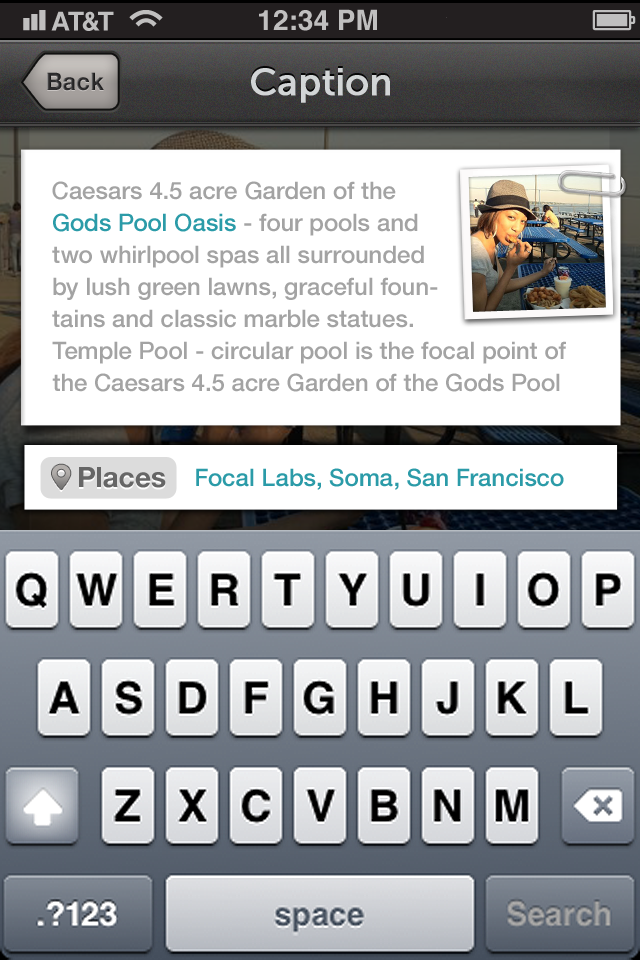 AT&T 12:34 PM
Back Caption
Caesars 4.5 acre Garden of the
Gods Pool Oasis - four pools and
two whirlpool spas all surrounded
by lush green lawns, graceful foun-
tains and classic marble statues.
Temple Pool - circular pool is the focal point of
the Caesars 4.5 acre Garden of the Gods Pool
Places Focal Labs, Soma, San Francisco
Q W E R T Y U I O P
A S D F G H J K L
Z X C V B N M
.?123 space Search